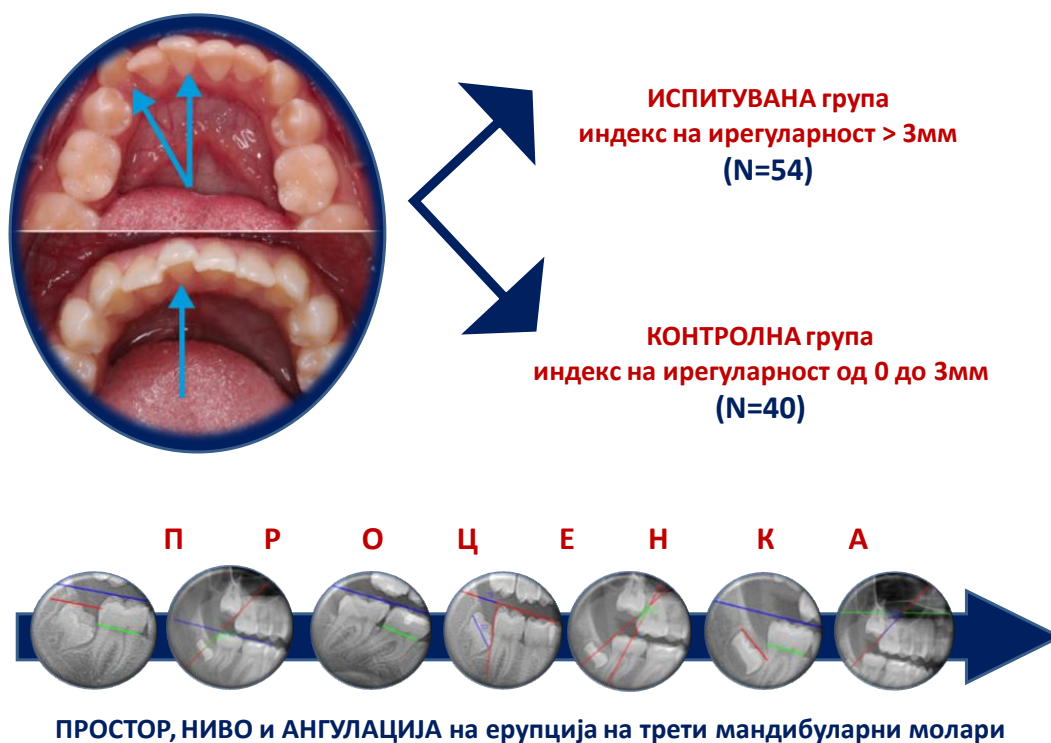 ИСПИТУВАНА група
индекс на ирегуларност > 3мм
(N=54)
КОНТРОЛНА група
индекс на ирегуларност од 0 до 3мм
(N=40)
П Р О Ц Е Н К А
ПРОСТОР, НИВО и АНГУЛАЦИЈА на ерупција на трети мандибуларни молари